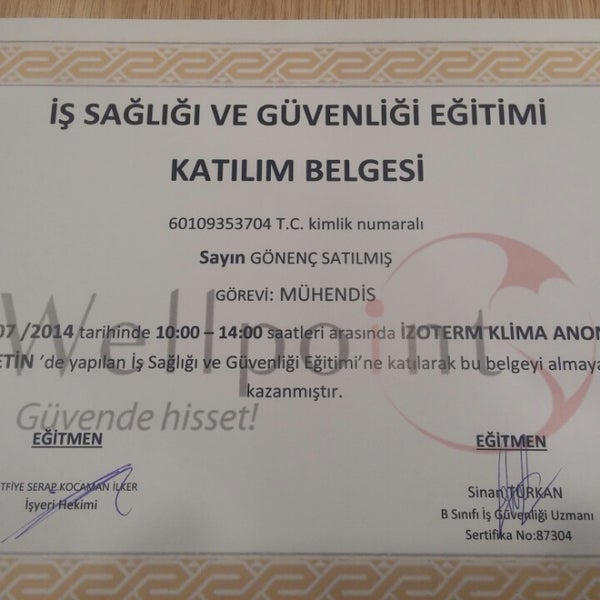 İŞ SAĞLIĞI VE GÜVENLİĞİ EĞİTİMİ
KATILIM BELGESİ
60109353704 T.C. kimlik numaralı
Sayın GÖNENÇ SATILMIŞ
GÖREVİ: MÜHENDİS
07 /2014 tarihinde 10:00 – 14:00 saatleri arasında İZOTERM KLİMA ANON
ETİN 'de yapılan İş Sağlığı ve Güvenliği Eğitimi'ne katılarak bu belgeyi almaya
kazanmıştır.
Wellpoint
Güvende hisset!
EĞİTMEN
TFİYE SERAP KOCAMAN İLKER
İşyeri Hekimi
EĞİTMEN
Sinan TÜRKAN
B Sınıfı İş Güvenliği Uzmanı
Sertifika No:87304